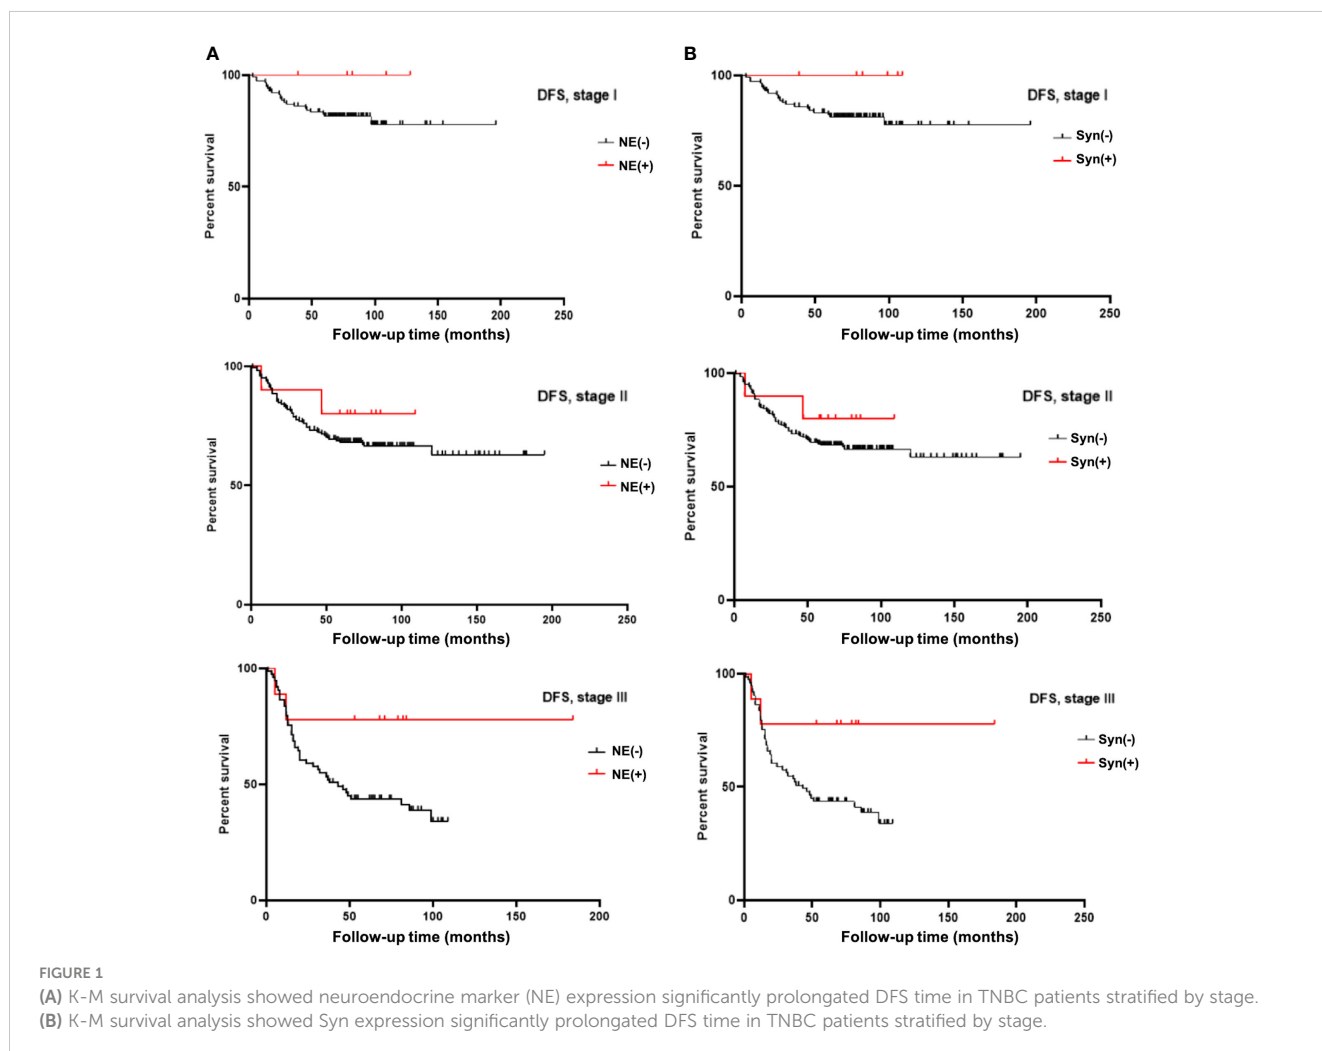 A
100
50
0
0
50
100
150
200
250
Percent survival
Follow-up time (months)
DFS, stage I
NE(-)
NE(+)
B
100
50
0
0
50
100
150
200
250
Percent survival
Follow-up time (months)
DFS, stage I
Syn(-)
Syn(+)
100
50
0
0
50
100
150
200
250
Percent survival
Follow-up time (months)
DFS, stage II
NE(-)
NE(+)
100
50
0
0
50
100
150
200
250
Percent survival
Follow-up time (months)
DFS, stage II
Syn(-)
Syn(+)
100
50
0
0
50
100
150
200
Percent survival
Follow-up time (months)
DFS, stage III
NE(-)
NE(+)
100
50
0
0
50
100
150
200
250
Percent survival
Follow-up time (months)
DFS, stage III
Syn(-)
Syn(+)
FIGURE 1
(A) K-M survival analysis showed neuroendocrine marker (NE) expression significantly prolonged DFS time in TNBC patients stratified by stage.
(B) K-M survival analysis showed Syn expression significantly prolonged DFS time in TNBC patients stratified by stage.